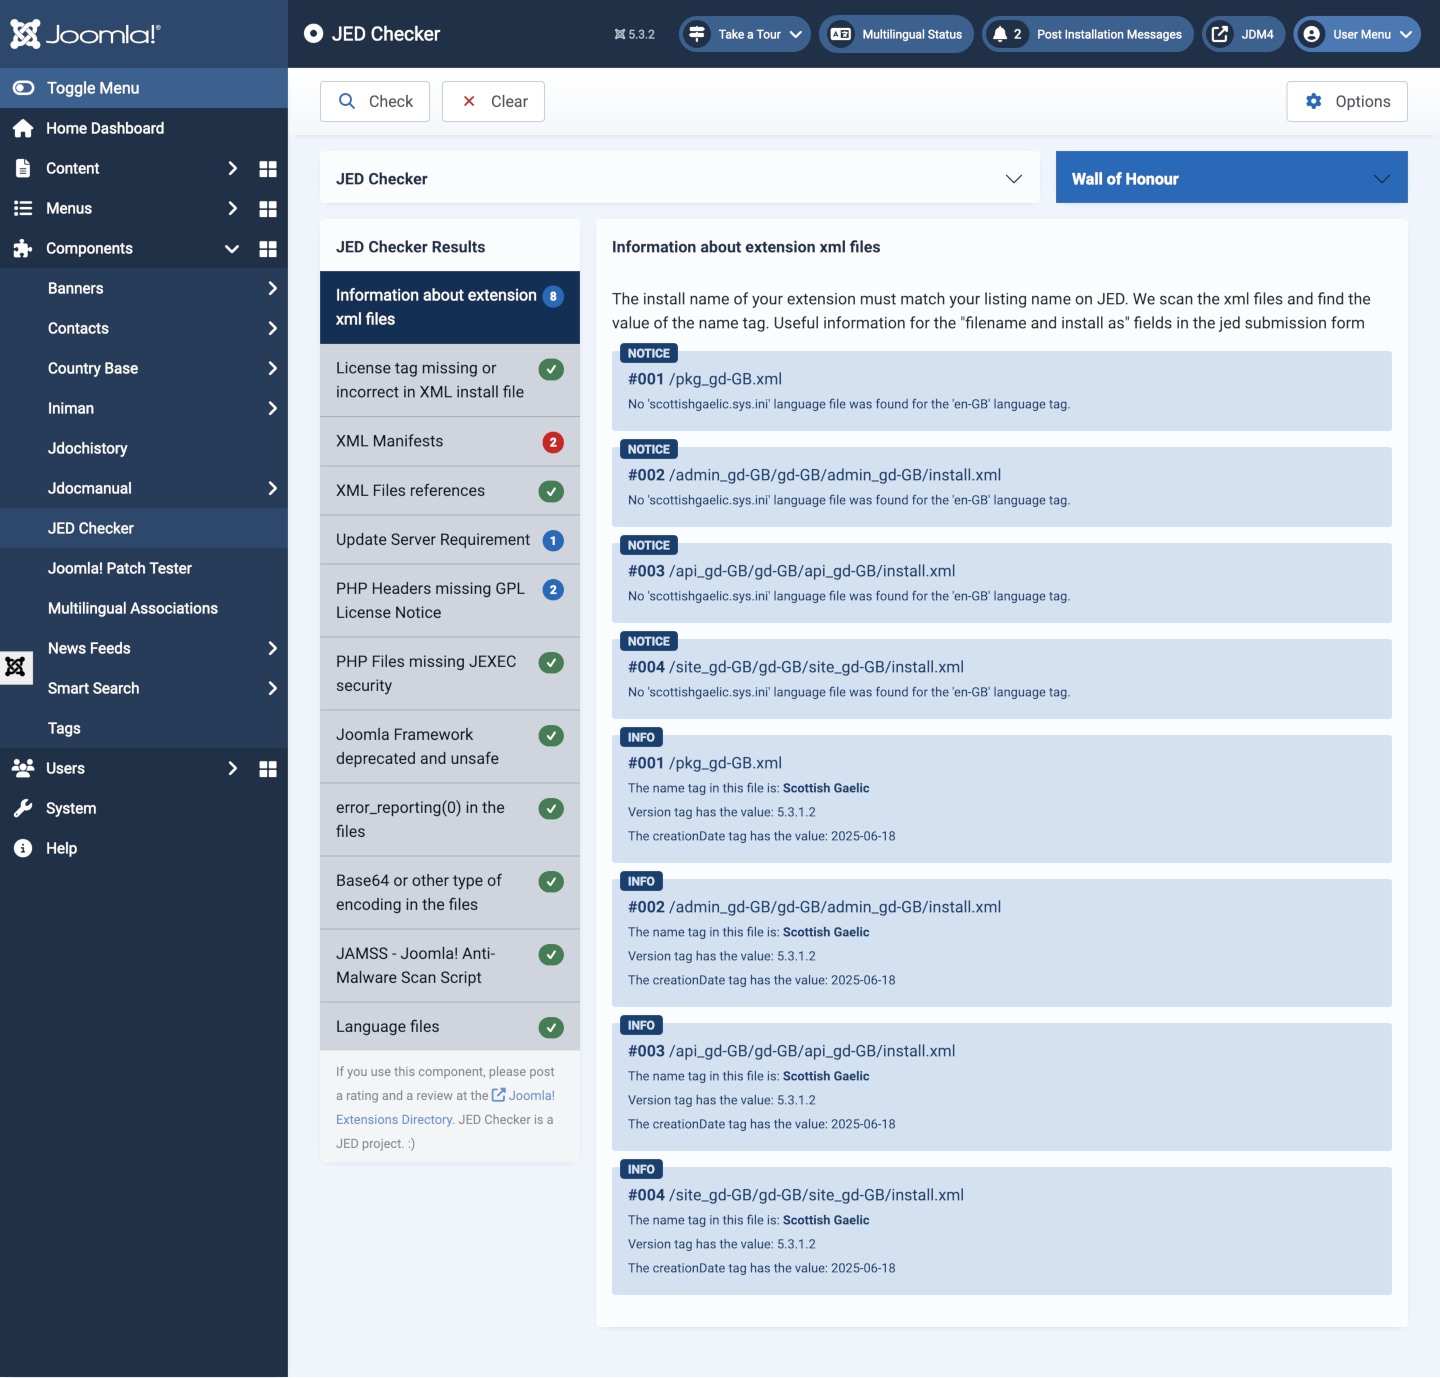 Joomla!®
JED Checker
5.3.2
Take a Tour
Multilingual Status
2 Post Installation Messages
JDM4
User Menu
Toggle Menu
Home Dashboard
Content
Menus
Components
Banners
Contacts
Country Base
Iniman
Jdochistory
Jdocmanual
JED Checker
Joomla! Patch Tester
Multilingual Associations
News Feeds
Smart Search
Tags
Users
System
Help
Check
Clear
Options
JED Checker
Wall of Honour
JED Checker Results
Information about extension 8
xml files
License tag missing or
incorrect in XML install file
XML Manifests 2
XML Files references
Update Server Requirement 1
PHP Headers missing GPL 2
License Notice
PHP Files missing JEXEC
security
Joomla Framework
deprecated and unsafe
error_reporting(0) in the
files
Base64 or other type of
encoding in the files
JAMSS - Joomla! Anti-
Malware Scan Script
Language files
If you use this component, please post
a rating and a review at the Joomla!
Extensions Directory. JED Checker is a
JED project. :)
Information about extension xml files
The install name of your extension must match your listing name on JED. We scan the xml files and find the
value of the name tag. Useful information for the "filename and install as" fields in the jed submission form
NOTICE
#001 /pkg_gd-GB.xml
No 'scottishgaelic.sys.ini' language file was found for the 'en-GB' language tag.
NOTICE
#002 /admin_gd-GB/gd-GB/admin_gd-GB/install.xml
No 'scottishgaelic.sys.ini' language file was found for the 'en-GB' language tag.
NOTICE
#003 /api_gd-GB/gd-GB/api_gd-GB/install.xml
No 'scottishgaelic.sys.ini' language file was found for the 'en-GB' language tag.
NOTICE
#004 /site_gd-GB/gd-GB/site_gd-GB/install.xml
No 'scottishgaelic.sys.ini' language file was found for the 'en-GB' language tag.
INFO
#001 /pkg_gd-GB.xml
The name tag in this file is: Scottish Gaelic
Version tag has the value: 5.3.1.2
The creationDate tag has the value: 2025-06-18
INFO
#002 /admin_gd-GB/gd-GB/admin_gd-GB/install.xml
The name tag in this file is: Scottish Gaelic
Version tag has the value: 5.3.1.2
The creationDate tag has the value: 2025-06-18
INFO
#003 /api_gd-GB/gd-GB/api_gd-GB/install.xml
The name tag in this file is: Scottish Gaelic
Version tag has the value: 5.3.1.2
The creationDate tag has the value: 2025-06-18
INFO
#004 /site_gd-GB/gd-GB/site_gd-GB/install.xml
The name tag in this file is: Scottish Gaelic
Version tag has the value: 5.3.1.2
The creationDate tag has the value: 2025-06-18